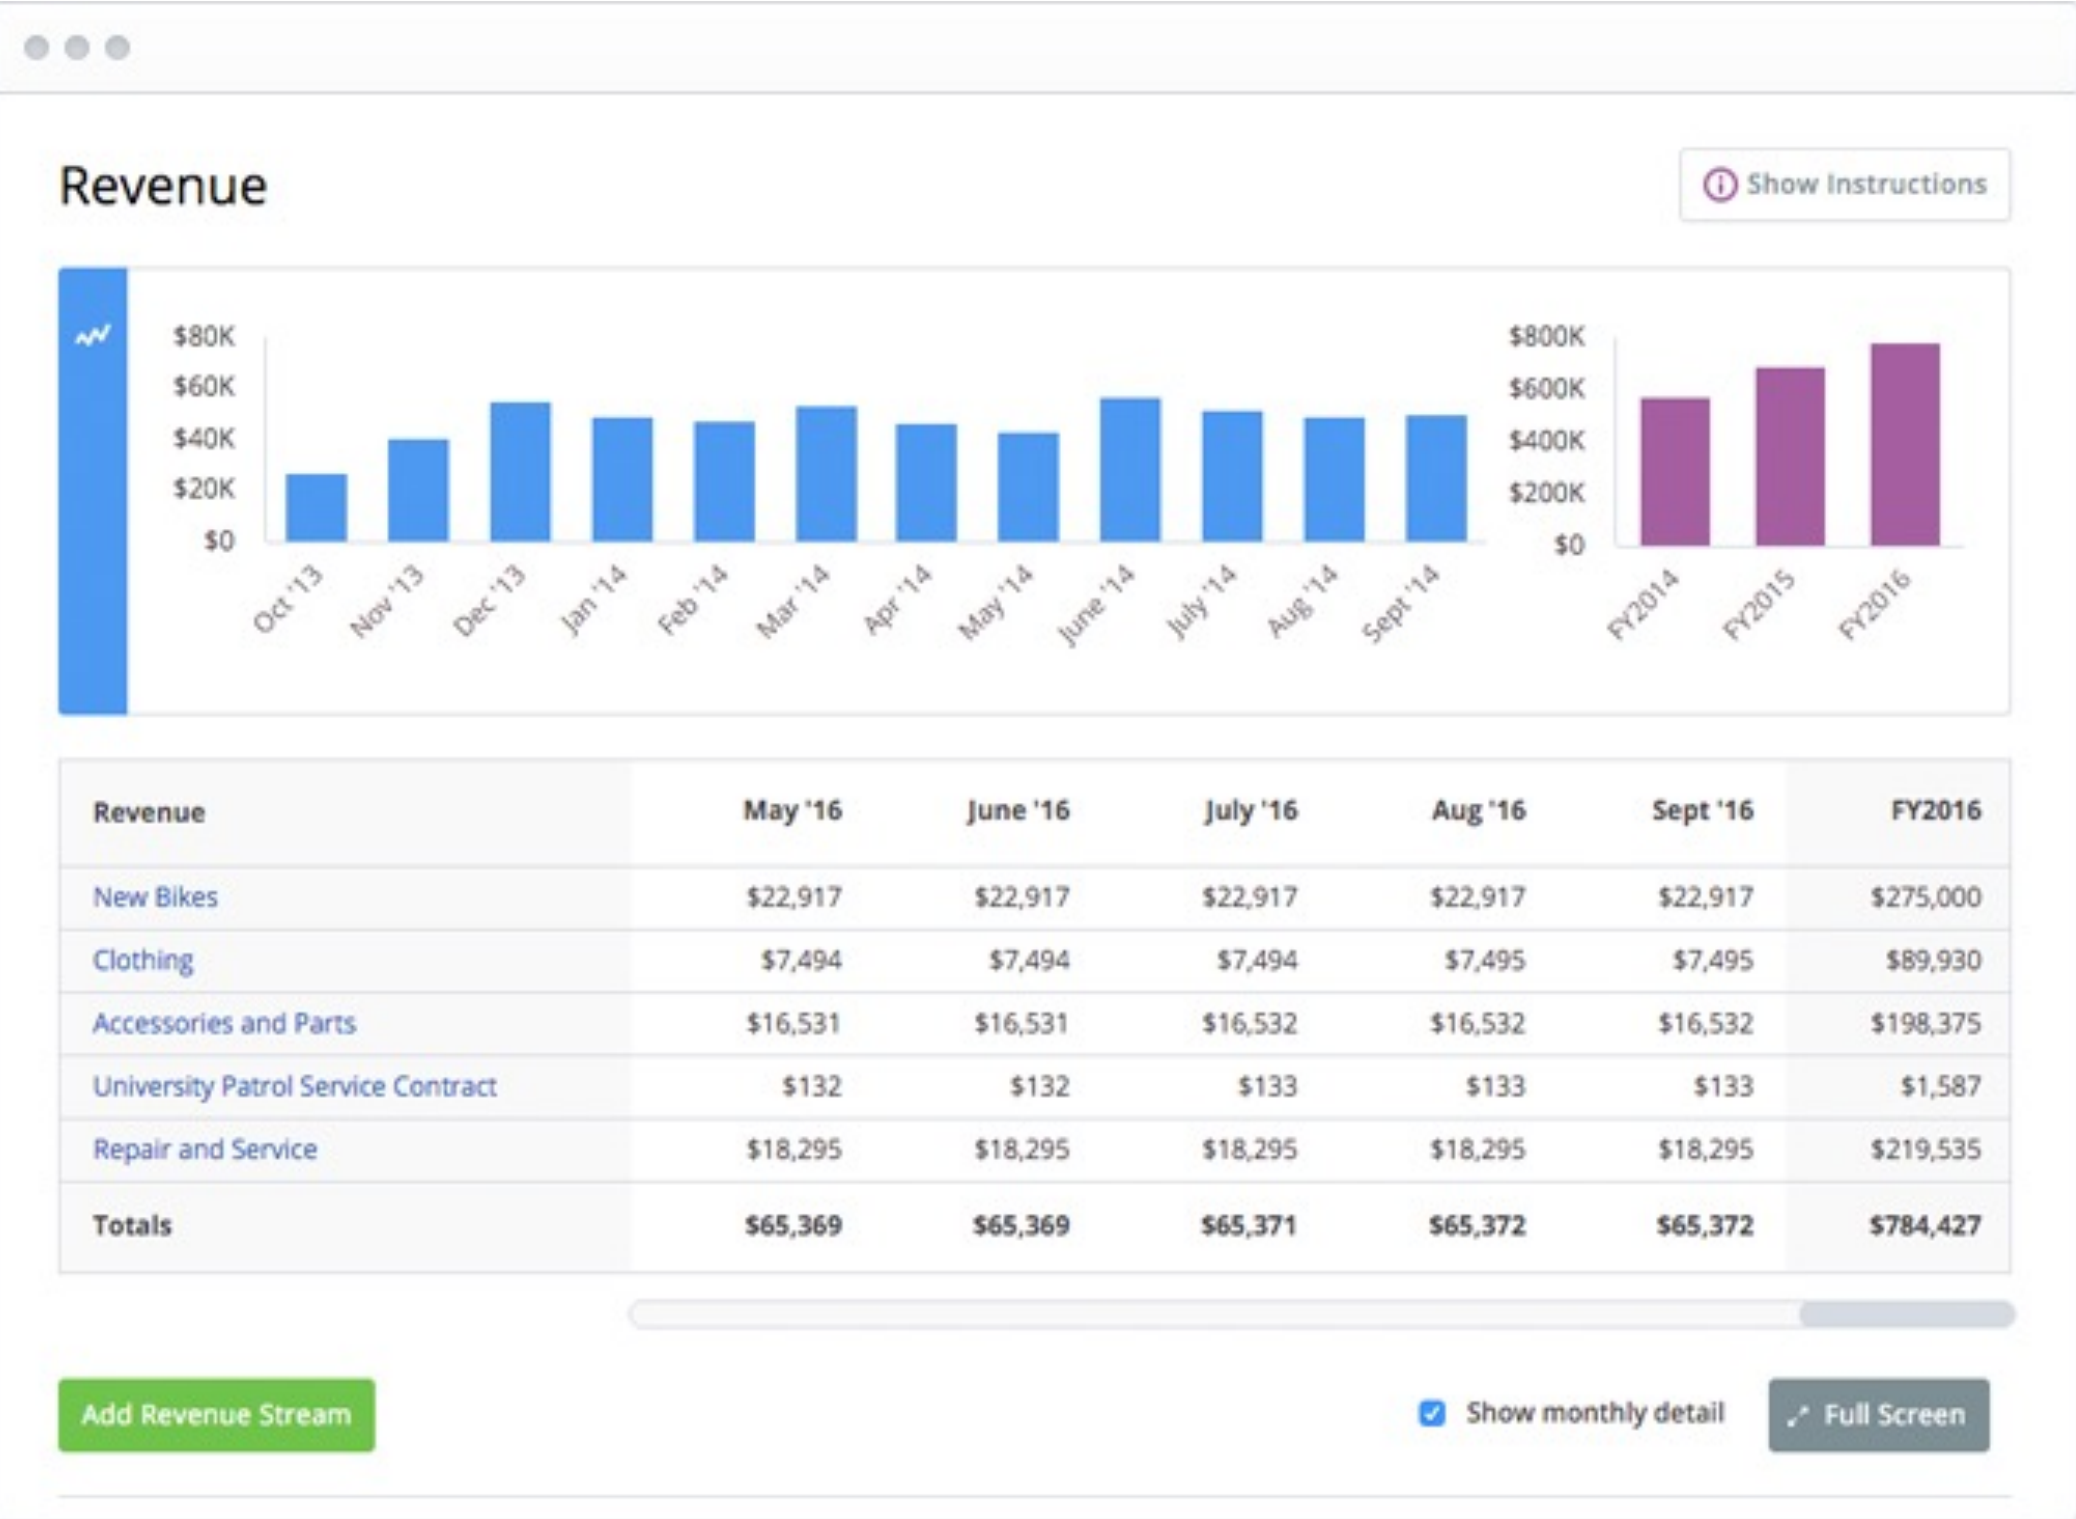 Revenue
Show Instructions
$80K
$60K
$40K
$20K
$0
Oct '13
Nov '13
Dec '13
Jan '14
Feb '14
Mar '14
Apr '14
May '14
June '14
July '14
Aug '14
Sept '14
$800K
$600K
$400K
$200K
$0
FY2014
FY2015
FY2016
Revenue May '16 June '16 July '16 Aug '16 Sept '16 FY2016
New Bikes $22,917 $22,917 $22,917 $22,917 $22,917 $275,000
Clothing $7,494 $7,494 $7,494 $7,495 $7,495 $89,930
Accessories and Parts $16,531 $16,531 $16,532 $16,532 $16,532 $198,375
University Patrol Service Contract $132 $132 $133 $133 $133 $1,587
Repair and Service $18,295 $18,295 $18,295 $18,295 $18,295 $219,535
Totals $65,369 $65,369 $65,371 $65,372 $65,372 $784,427
Add Revenue Stream
Show monthly detail
Full Screen